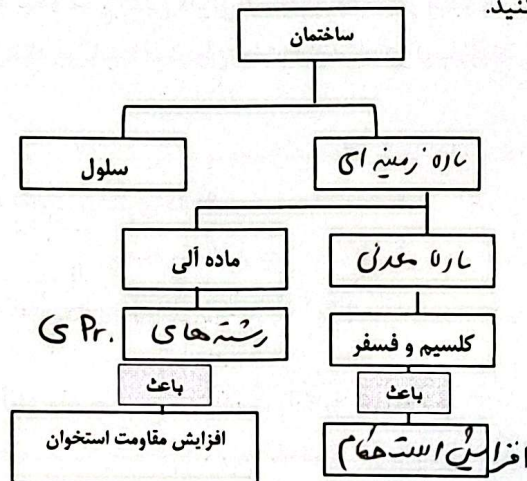 کنید.
ساختمان
ماده زمینه ای
سلول
ماده معدنی
ماده آلی
کلسیم و فسفر
رشته های Pr. ی
باعث
باعث
افزایش استحکام
افزایش مقاومت استخوان